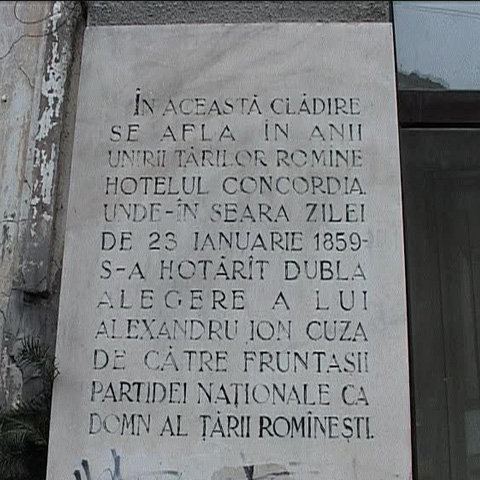 ÎN ACEASTĂ CLĂDIRE
SE AFLA ÎN ANII
UNIRII ȚĂRILOR ROMINE
HOTELUL CONCORDIA
UNDE-ÎN SEARA ZILEI
DE 23 IANUARIE 1859-
S-A HOTĂRÎT DUBLA
ALEGERE A LUI
ALEXANDRU ION CUZA
DE CĂTRE FRUNTAȘII
PARTIDEI NAȚIONALE CA
DOMN AL ȚĂRII ROMÎNEȘTI.